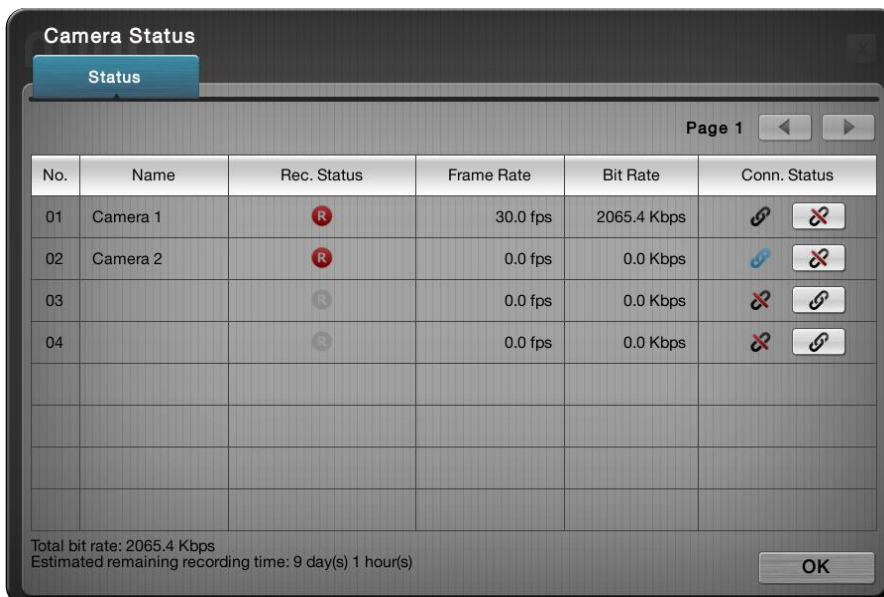 Camera Status
Status
Page 1
No. Name Rec. Status Frame Rate Bit Rate Conn. Status
01 Camera 1 R 30.0 fps 2065.4 Kbps
02 Camera 2 R 0.0 fps 0.0 Kbps
03 R 0.0 fps 0.0 Kbps
04 R 0.0 fps 0.0 Kbps
Total bit rate: 2065.4 Kbps
Estimated remaining recording time: 9 day(s) 1 hour(s)
OK